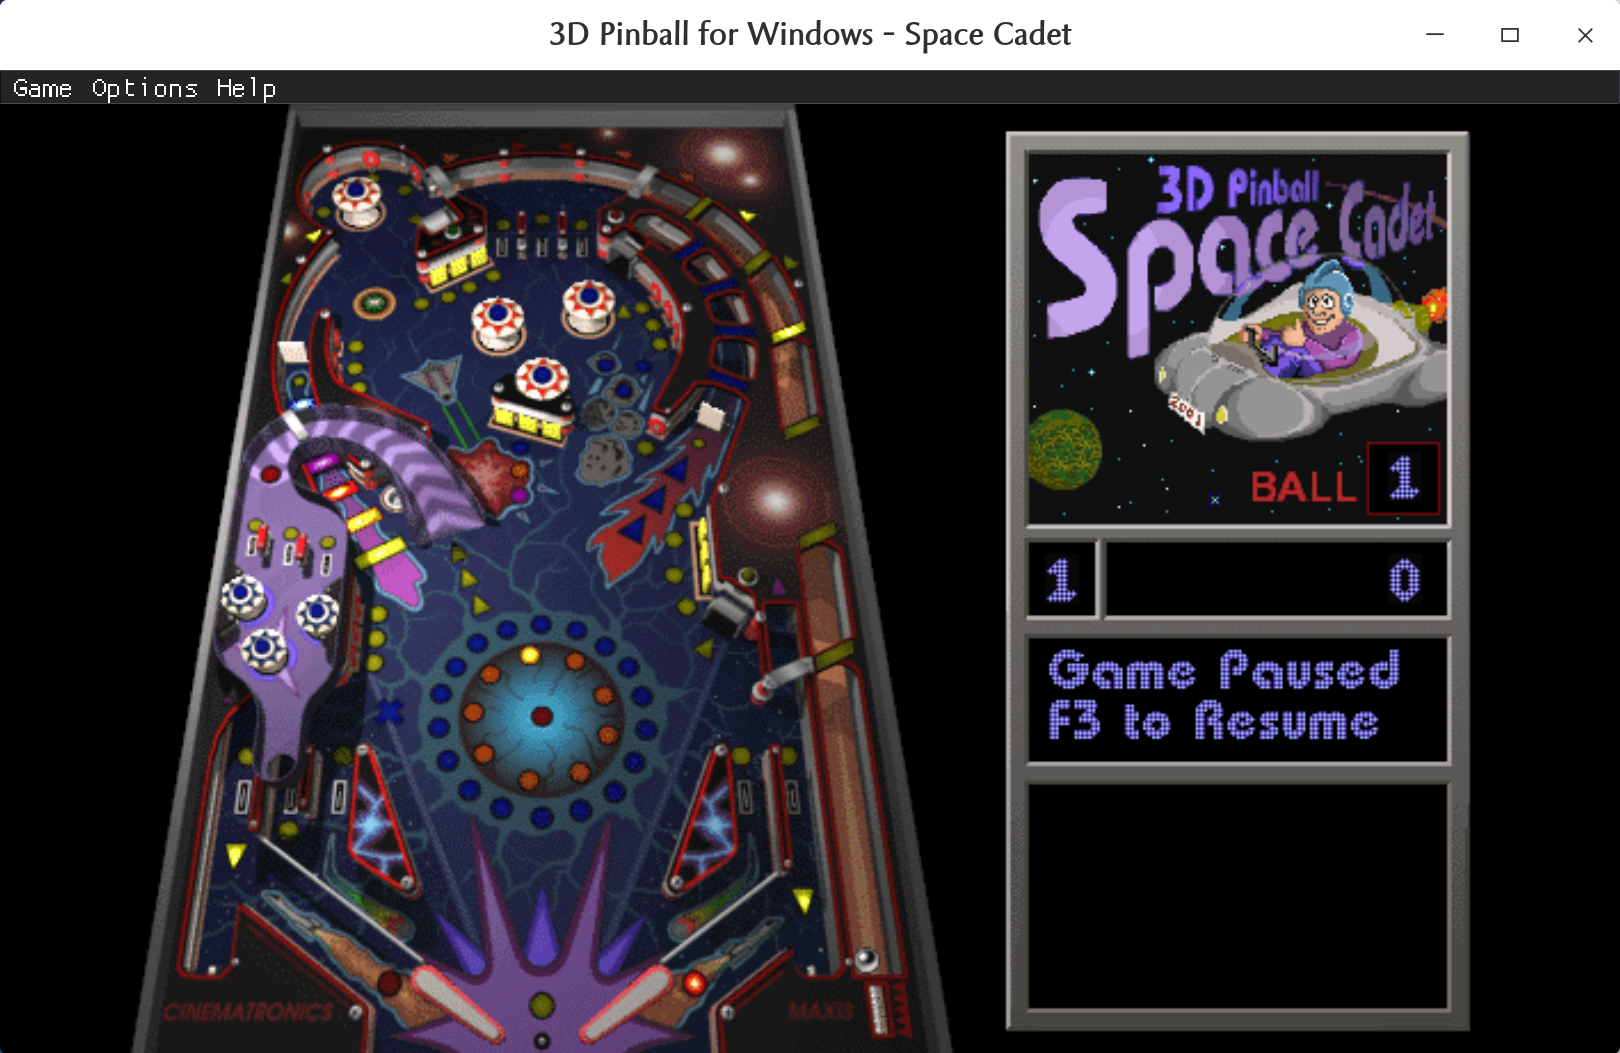 3D Pinball for Windows - Space Cadet
Game Options Help
3D Pinball
Space Cadet
2001
BALL 1
1 0
Game Paused
F3 to Resume
CINEMATRONICS MAXIS